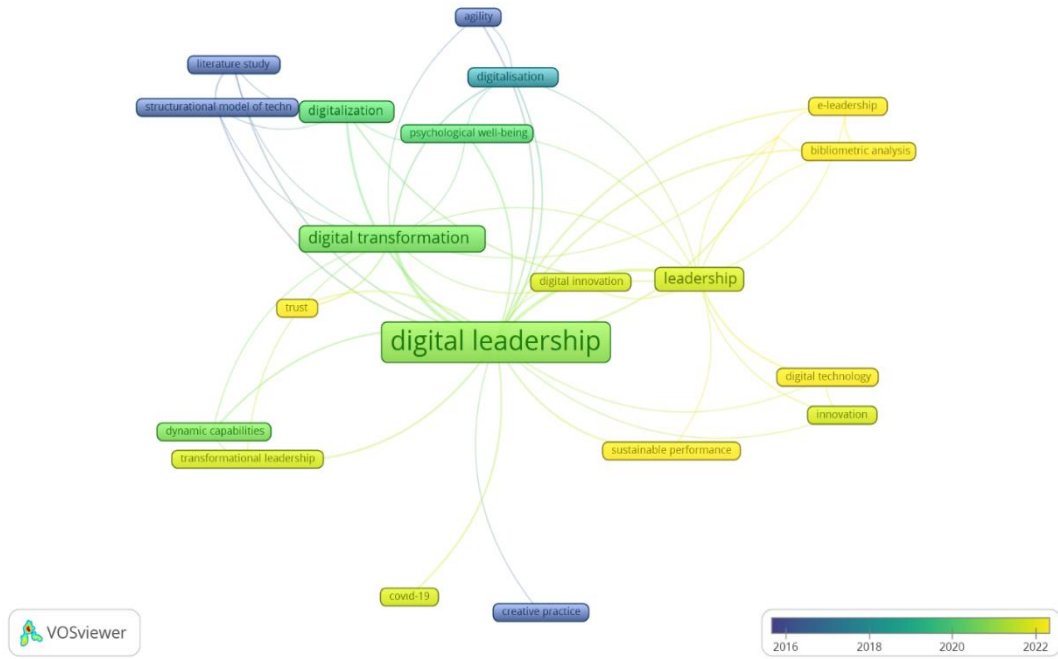 agility
literature study
digitalisation
structurational model of techn
digitalization
e-leadership
psychological well-being
bibliometric analysis
digital transformation
leadership
digital innovation
trust
digital leadership
digital technology
innovation
dynamic capabilities
sustainable performance
transformational leadership
covid-19
creative practice
VOSviewer
2016 2018 2020 2022